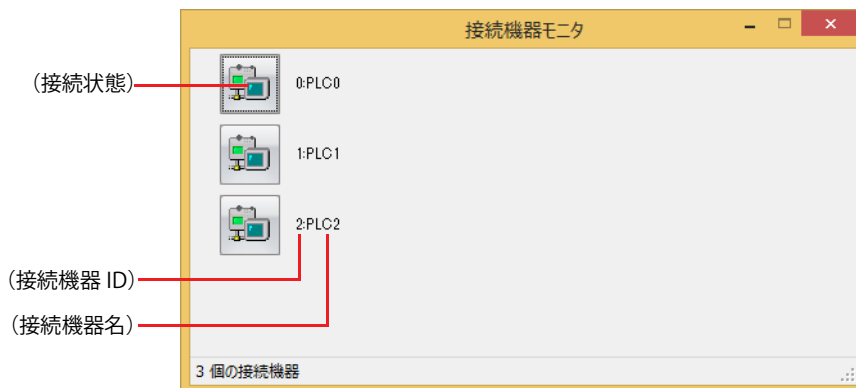 接続機器モニタ
（接続状態）
0:PLC0
1:PLC1
2:PLC2
（接続機器 ID）
（接続機器名）
3 個の接続機器